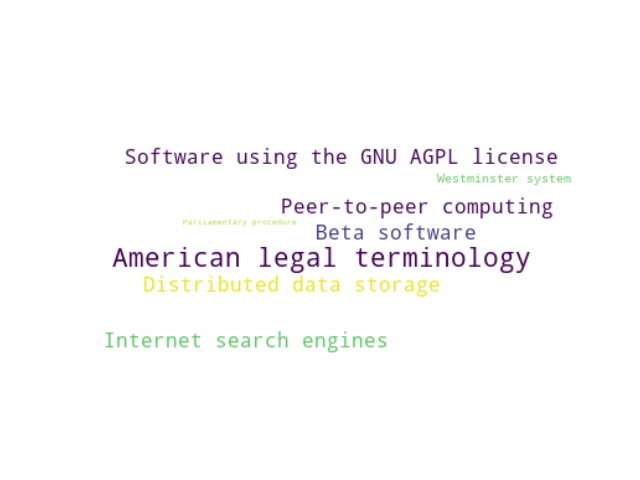 Software using the GNU AGPL license
Westminster system
Peer-to-peer computing
Parliamentary procedure
Beta software
American legal terminology
Distributed data storage
Internet search engines